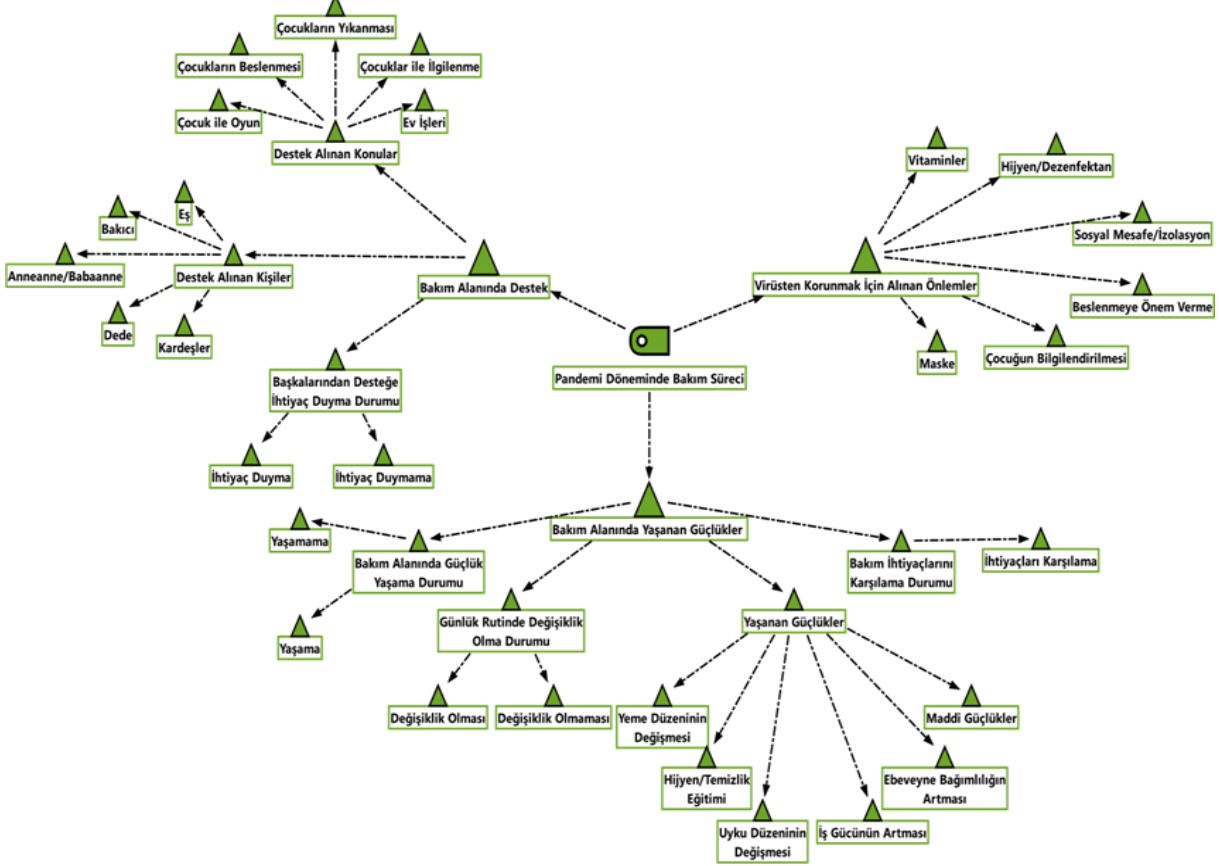 Çocukların Yıkanması
Çocukların Beslenmesi
Çocuklar ile İlgilenme
Çocuk ile Oyun
Ev İşleri
Destek Alınan Konular
Vitaminler
Hijyen/Dezenfektan
Eş
Bakıcı
Sosyal Mesafe/İzolasyon
Anneanne/Babaanne
Destek Alınan Kişiler
Bakım Alanında Destek
Virüsten Korunmak İçin Alınan Önlemler
Beslenmeye Önem Verme
Dede
Kardeşler
Maske
Çocuğun Bilgilendirilmesi
Pandemi Döneminde Bakım Süreci
Başkalarından Desteğe
İhtiyaç Duyma Durumu
İhtiyaç Duyma
İhtiyaç Duymama
Bakım Alanında Yaşanan Güçlükler
Yaşamama
Bakım Alanında Güçlük
Yaşama Durumu
Bakım İhtiyaçlarını
Karşılama Durumu
İhtiyaçları Karşılama
Yaşama
Günlük Rutinde Değişiklik
Olma Durumu
Yaşanan Güçlükler
Değişiklik Olması
Değişiklik Olmaması
Yeme Düzeninin
Değişmesi
Maddi Güçlükler
Hijyen/Temizlik
Eğitimi
Ebeveyne Bağımlılığın
Artması
Uyku Düzeninin
Değişmesi
İş Gücünün Artması